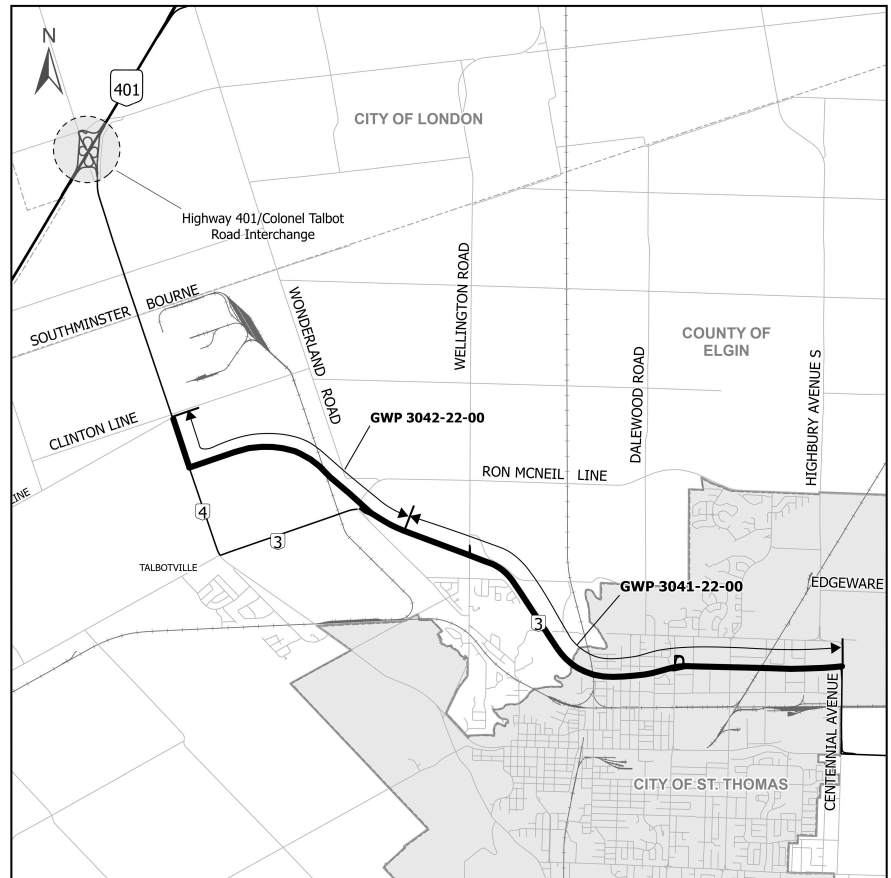 N
401
CITY OF LONDON
Highway 401/Colonel Talbot
Road Interchange
SOUTHMINSTER BOURNE
WONDERLAND ROAD
WELLINGTON ROAD
COUNTY OF
ELGIN
DALEWOOD ROAD
HIGHBURY AVENUE S
CLINTON LINE
GWP 3042-22-00
RON MCNEIL LINE
INE
4
3
TALBOTVILLE
GWP 3041-22-00
EDGEWARE
3
CENTENNIAL AVENUE
CITY OF ST. THOMAS